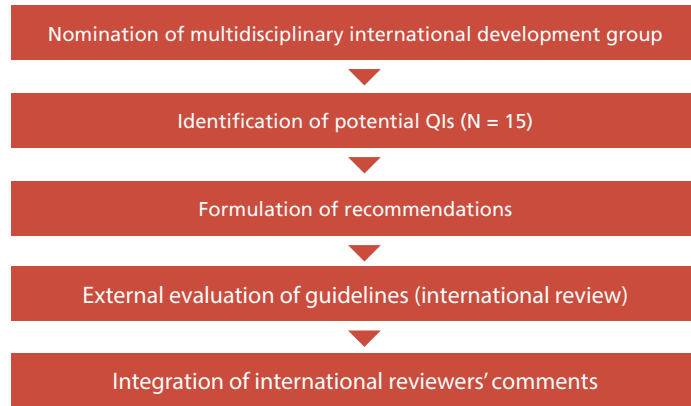 Nomination of multidisciplinary international development group
Identification of potential QIs (N = 15)
Formulation of recommendations
External evaluation of guidelines (international review)
Integration of international reviewers’ comments